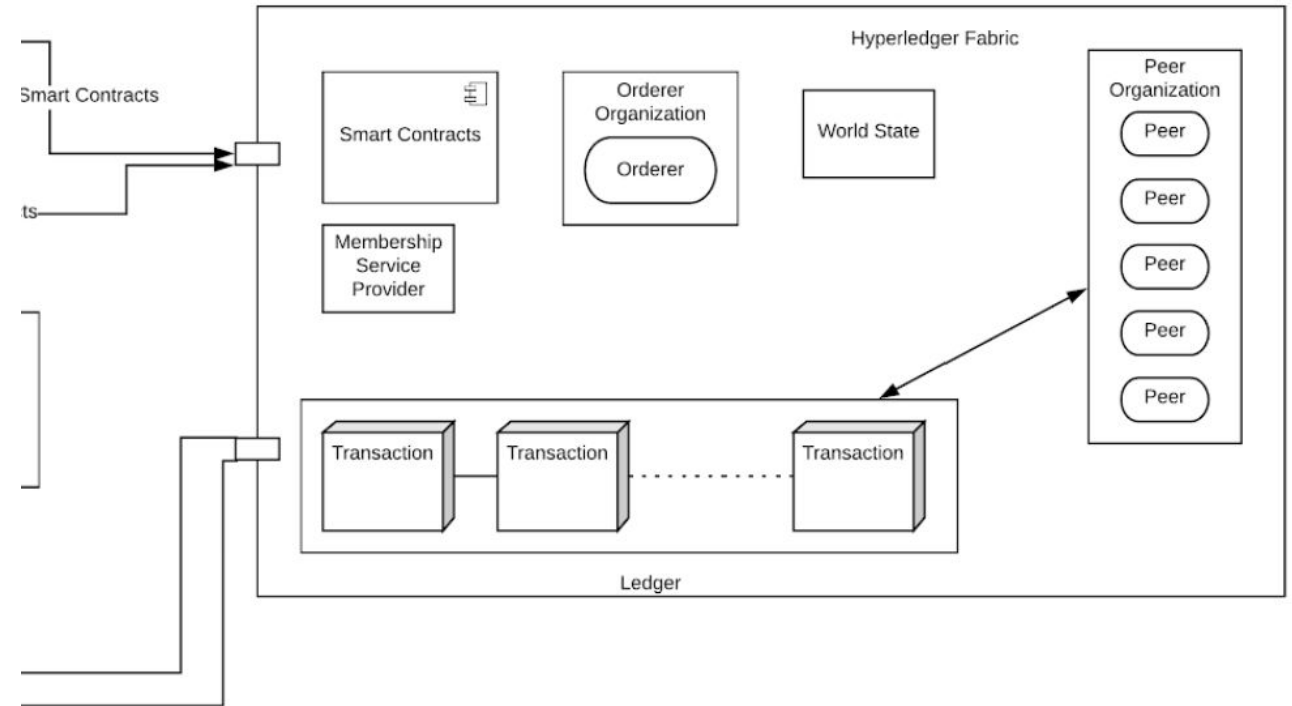 Hyperledger Fabric
Smart Contracts
Smart Contracts
Orderer
Organization
Orderer
World State
Peer
Organization
Peer
Peer
Peer
Peer
Peer
Membership
Service
Provider
Transaction
Transaction
Transaction
Ledger